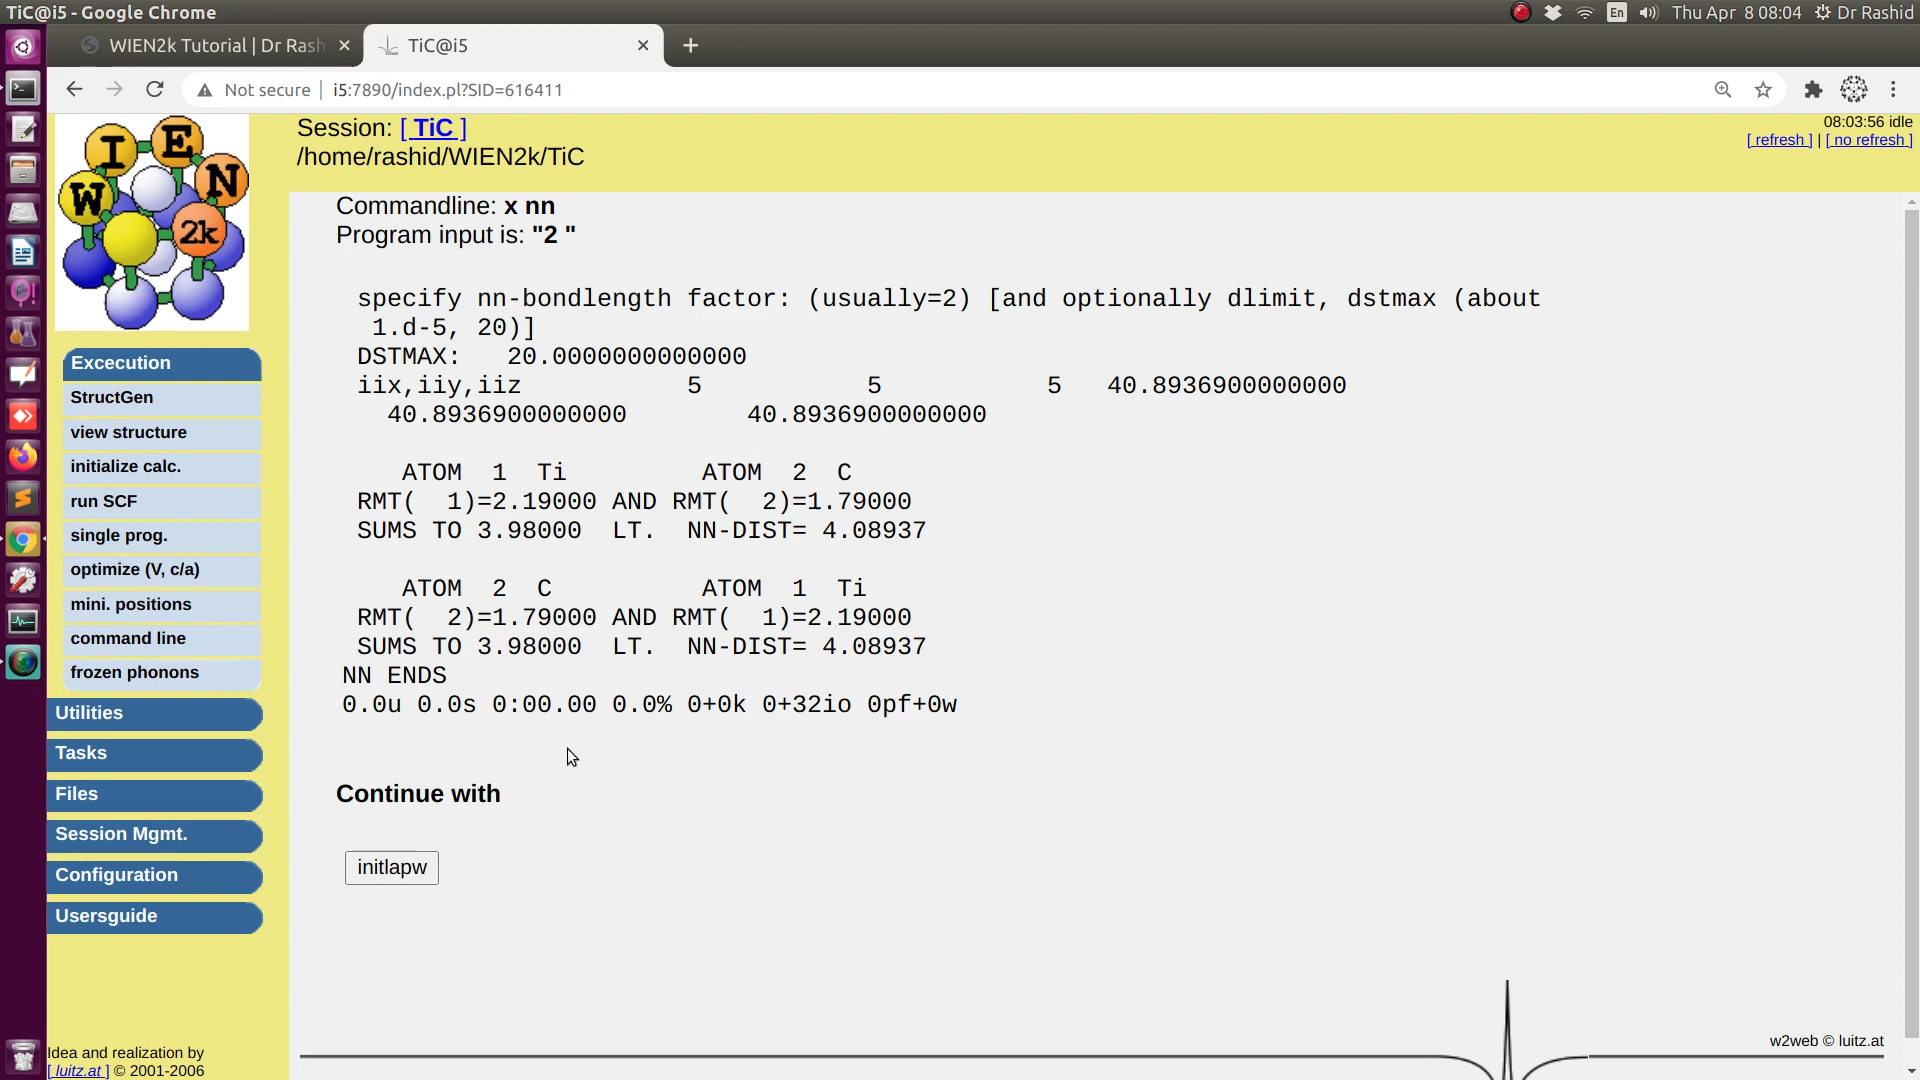 TiC@i5 - Google Chrome
En
Thu Apr 8 08:04
Dr Rashid
WIEN2k Tutorial | Dr Rash
TiC@i5
Not secure
i5:7890/index.pl?SID=616411
W I E N 2k
Session: [ TiC ]
/home/rashid/WIEN2k/TiC
08:03:56 idle
[ refresh ] | [ no refresh ]
Excecution
StructGen
view structure
initialize calc.
run SCF
single prog.
optimize (V, c/a)
mini. positions
command line
frozen phonons
Utilities
Tasks
Files
Session Mgmt.
Configuration
Usersguide
Idea and realization by
[ luitz.at ] © 2001-2006
Commandline: x nn
Program input is: "2 "
specify nn-bondlength factor: (usually=2) [and optionally dlimit, dstmax (about
1.d-5, 20)]
DSTMAX: 20.0000000000000
iix,iiy,iiz 5 5 5 40.8936900000000
40.8936900000000 40.8936900000000
ATOM 1 Ti ATOM 2 C
RMT( 1)=2.19000 AND RMT( 2)=1.79000
SUMS TO 3.98000 LT. NN-DIST= 4.08937
ATOM 2 C ATOM 1 Ti
RMT( 2)=1.79000 AND RMT( 1)=2.19000
SUMS TO 3.98000 LT. NN-DIST= 4.08937
NN ENDS
0.0u 0.0s 0:00.00 0.0% 0+0k 0+32io 0pf+0w
Continue with
initlapw
w2web © luitz.at